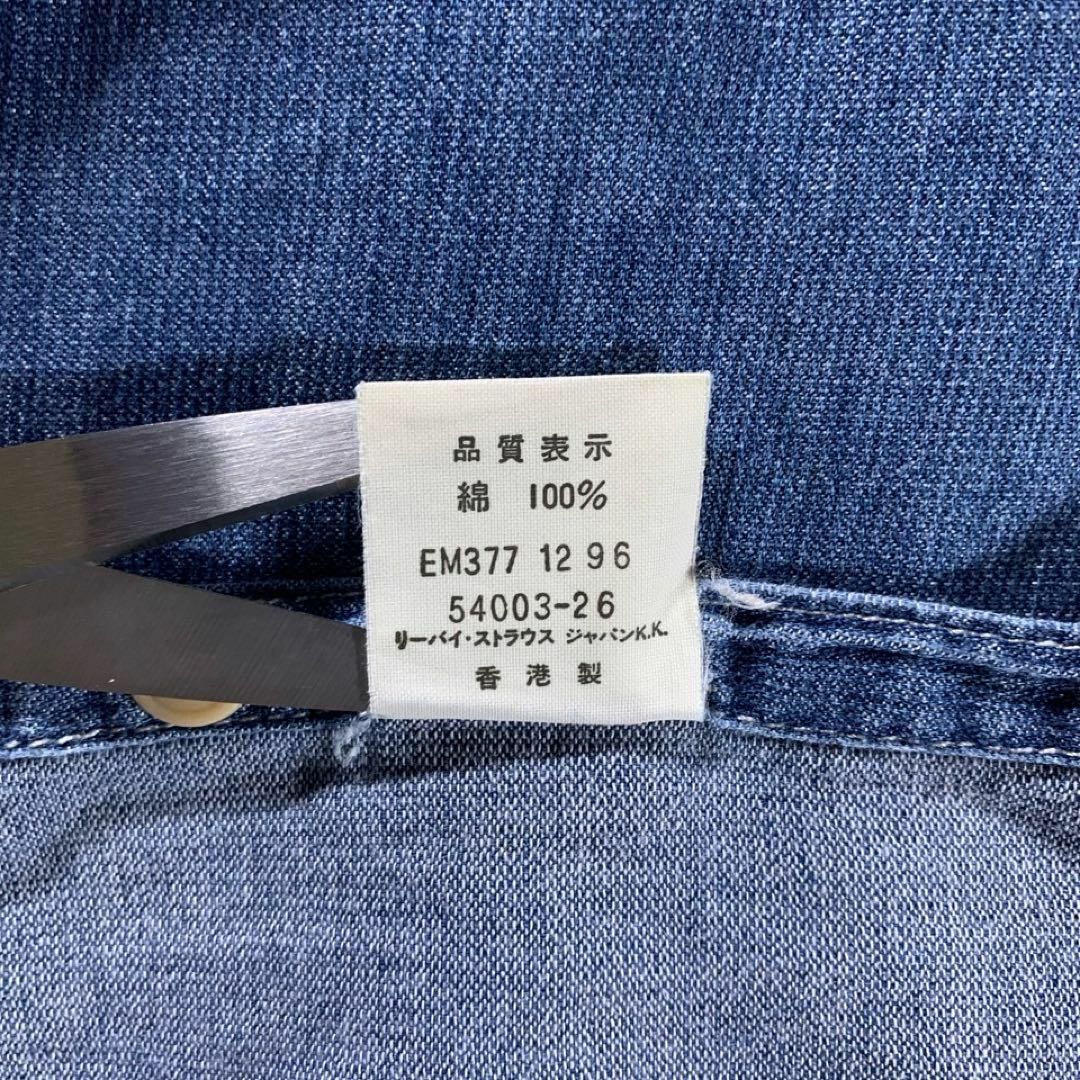 品質表示
綿 100%
EM377 12 96
54003-26
リーバイ・ストラウス ジャパンK.K.
香港製